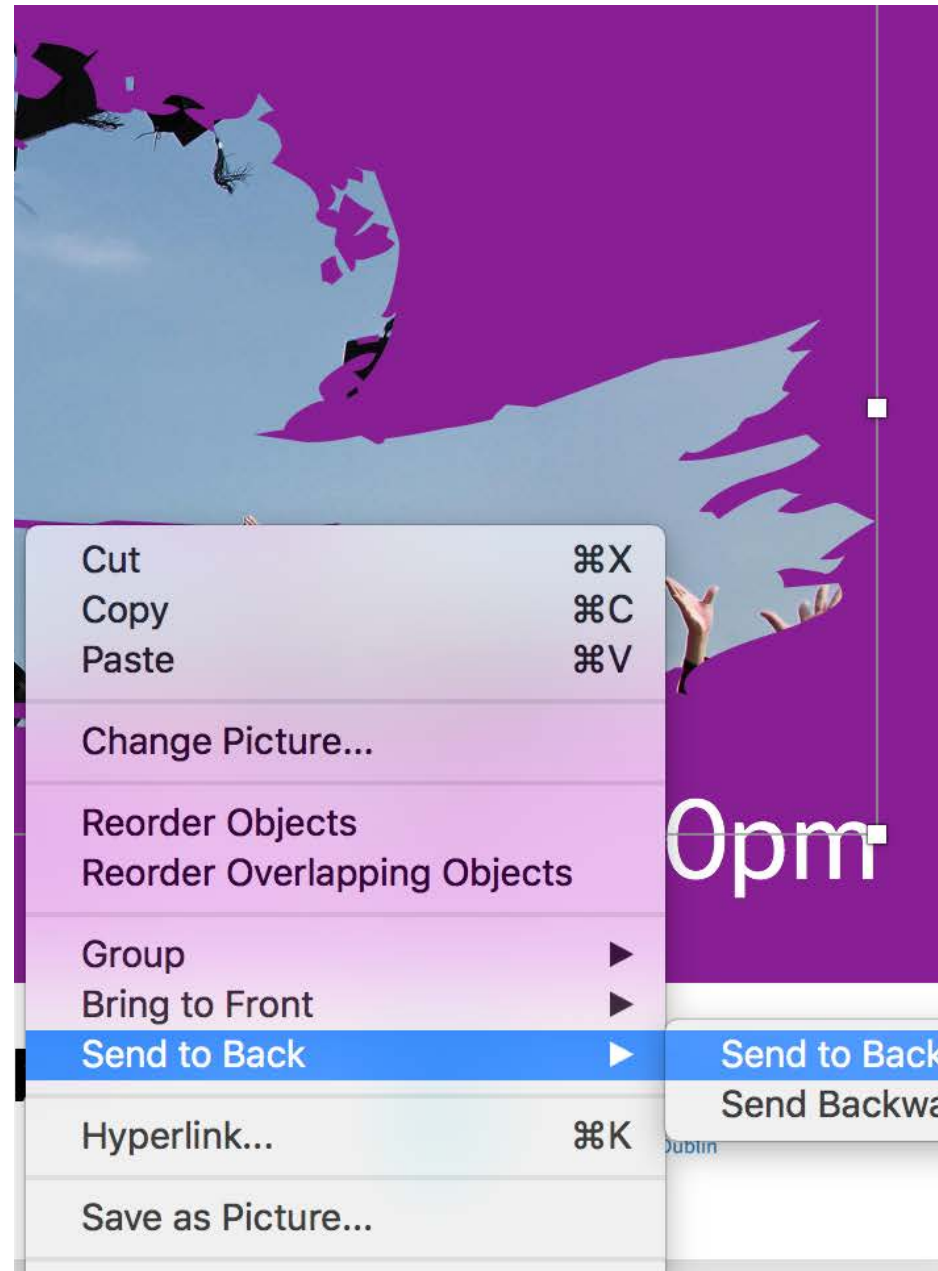 Cut ⌘X
Copy ⌘C
Paste ⌘V
Change Picture...
Reorder Objects
Reorder Overlapping Objects
0pm
Group ▶
Bring to Front ▶
Send to Back ▶
Send to Back
Send Backwa
Hyperlink... ⌘K
Dublin
Save as Picture...